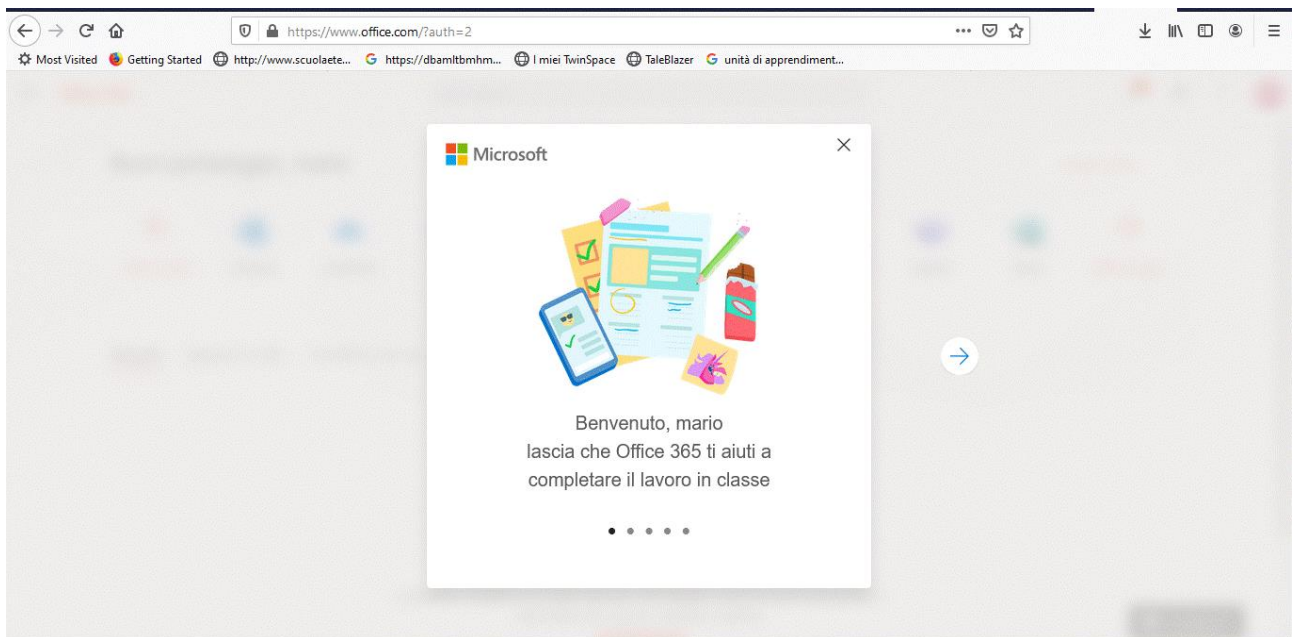 https://www.office.com/?auth=2
Most Visited Getting Started http://www.scuolaete... https://dbamltbmhm... I miei TwinSpace TaleBlazer unità di apprendiment...
Microsoft
Benvenuto, mario
lascia che Office 365 ti aiuti a
completare il lavoro in classe